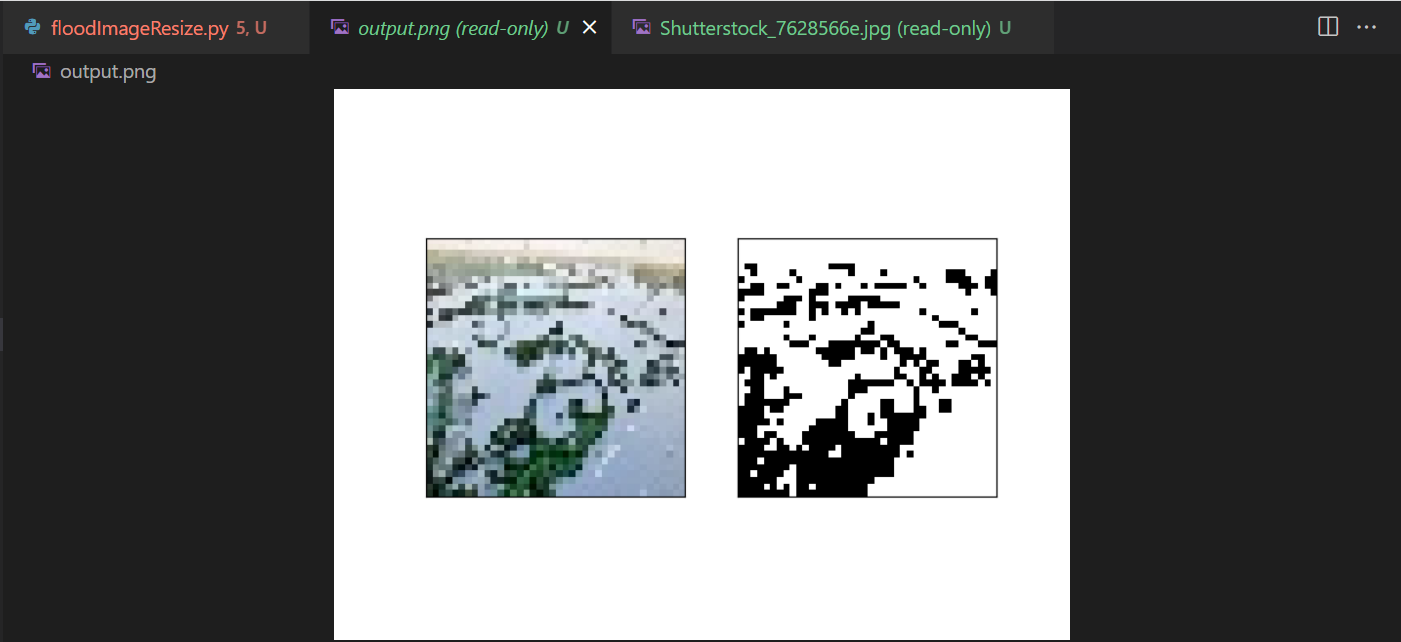 floodImageResize.py 5, U output.png (read-only) U Shutterstock_7628566e.jpg (read-only) U
output.png